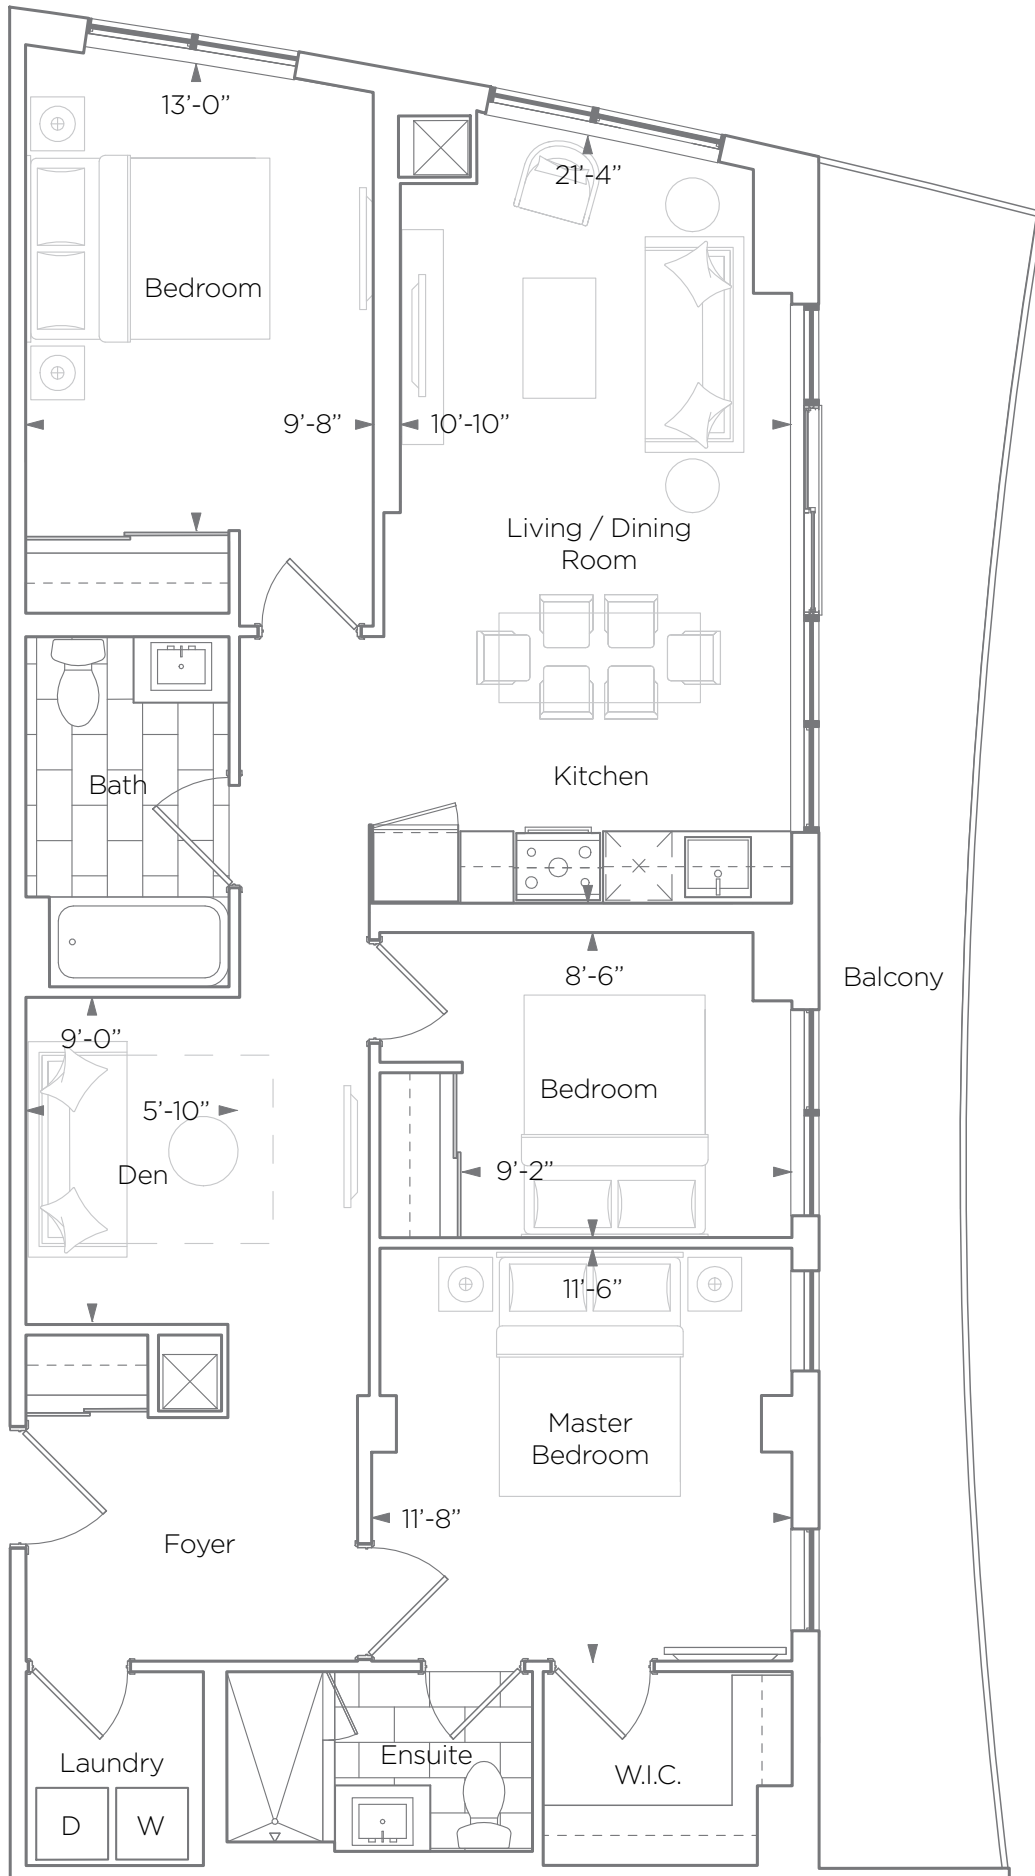 13'-0”
21'-4”
Bedroom
9'-8”
10'-10”
Living / Dining
Room
Kitchen
Bath
8'-6”
Balcony
9'-0”
Bedroom
5'-10”
Den
9'-2”
11'-6”
Master
Bedroom
11'-8”
Foyer
Laundry
Ensuite
W.I.C.
D
W